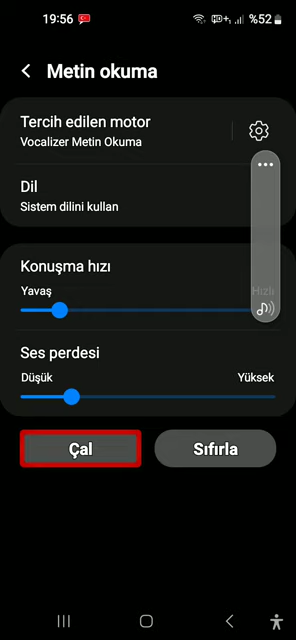 19:56 %52
Metin okuma
Tercih edilen motor
Vocalizer Metin Okuma
Dil
Sistem dilini kullan
Konuşma hızı
Yavaş Hızlı
Ses perdesi
Düşük Yüksek
Çal Sıfırla